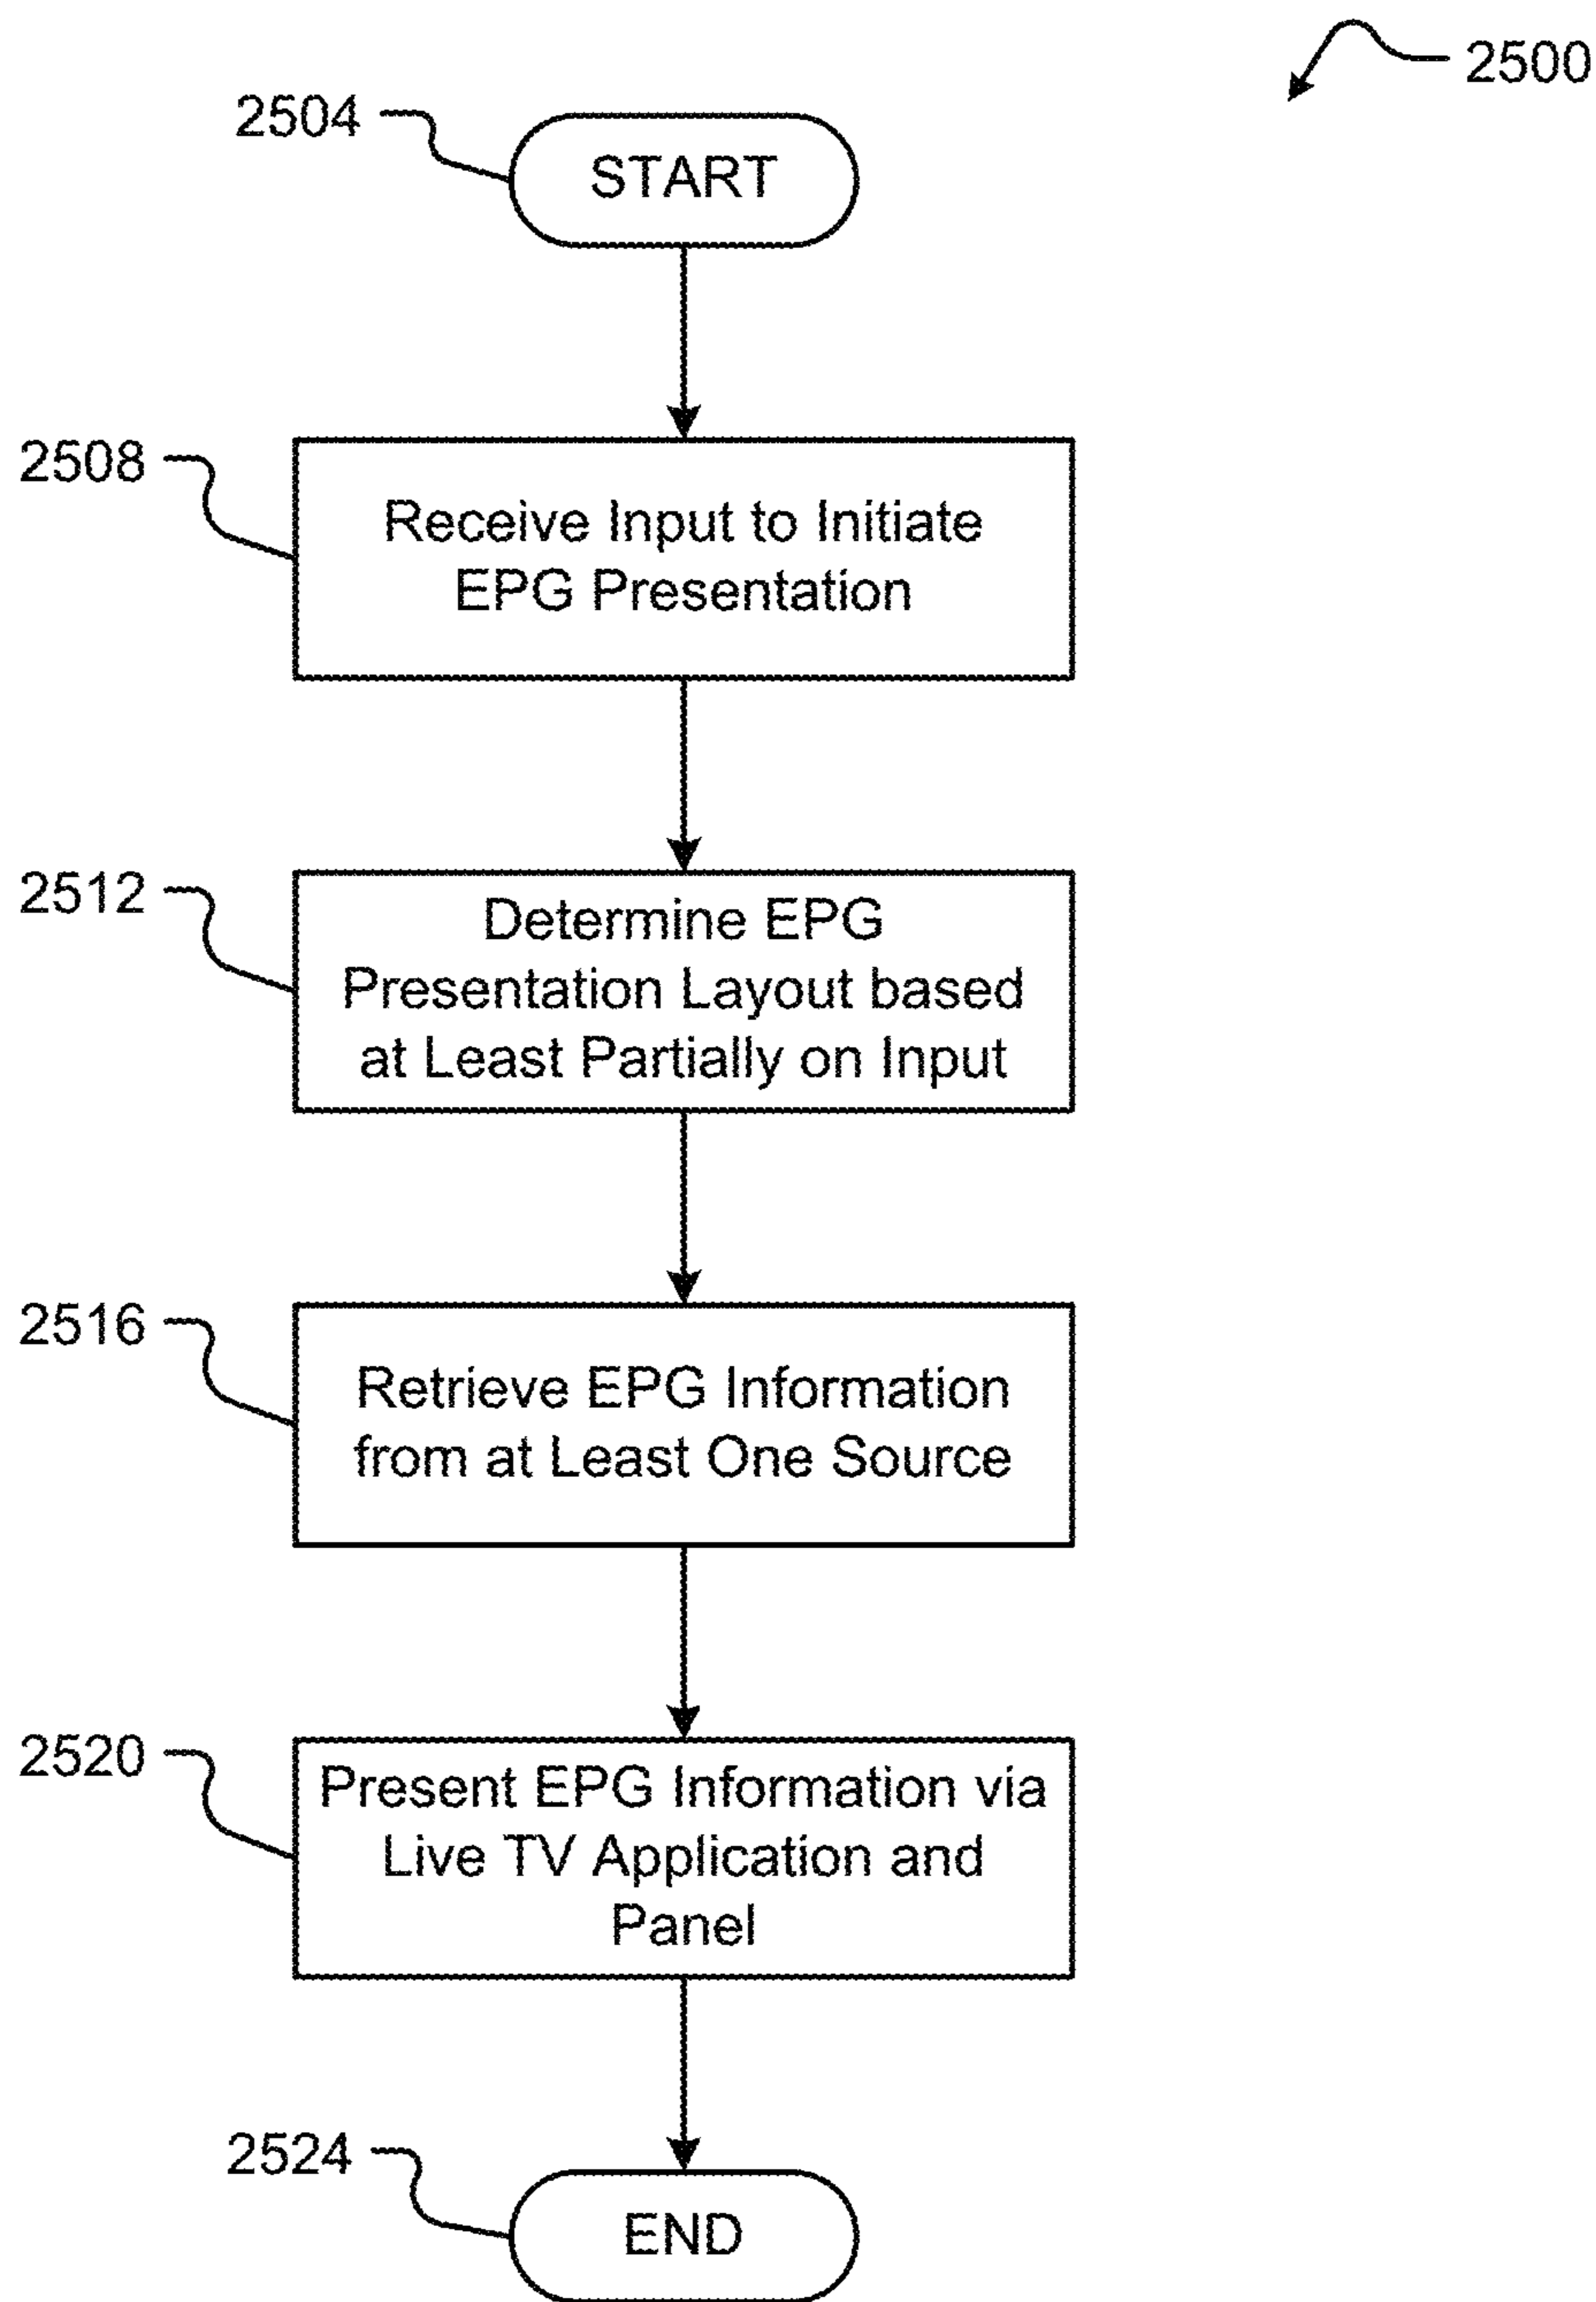 2500
2504
START
2508
Receive Input to Initiate
EPG Presentation
2512
Determine EPG
Presentation Layout based
at Least Partially on Input
2516
Retrieve EPG Information
from at Least One Source
2520
Present EPG Information via
Live TV Application and
Panel
2524
END